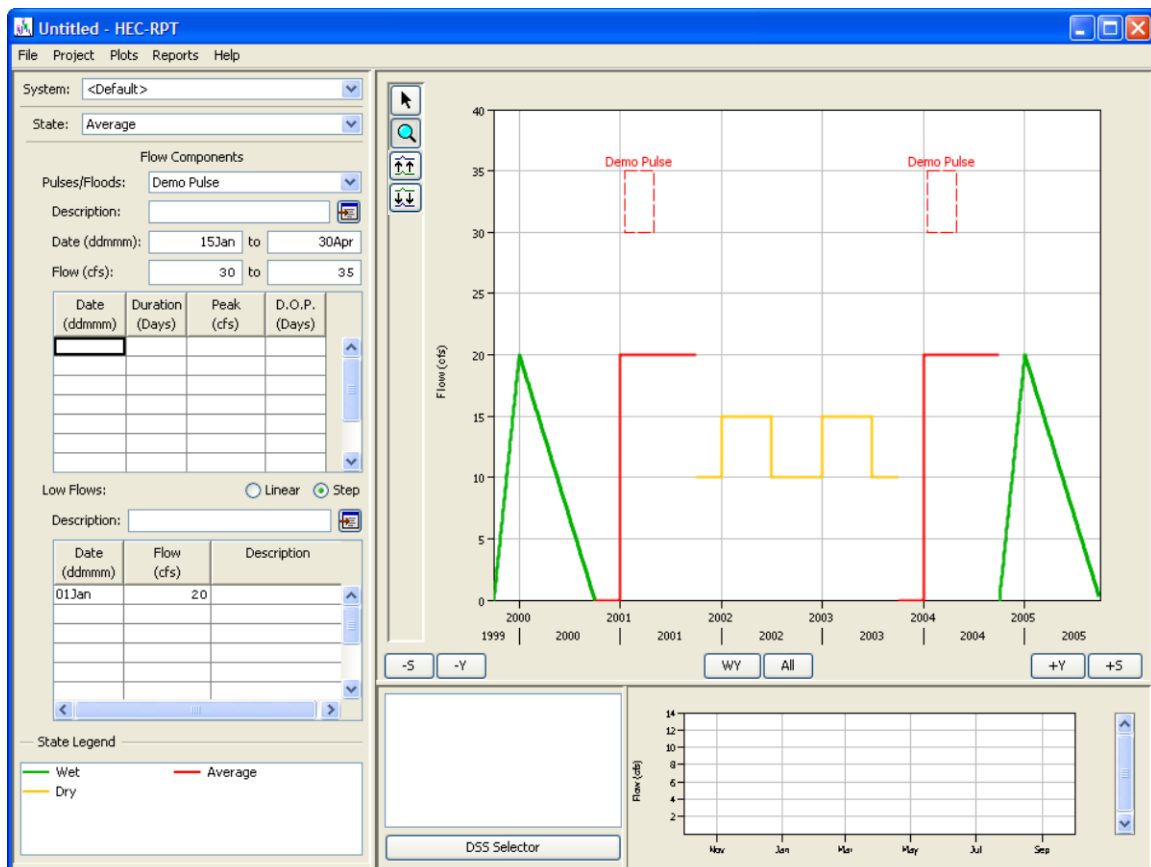 Untitled - HEC-RPT
File Project Plots Reports Help
System: <Default>
State: Average
Flow Components
Pulses/Floods: Demo Pulse
Description:
Date (ddmmm): 15Jan to 30Apr
Flow (cfs): 30 to 35
Date Duration Peak D.O.P.
(ddmmm) (Days) (cfs) (Days)
Low Flows: Linear Step
Description:
Date Flow Description
(ddmmm) (cfs)
01Jan 20
State Legend
Wet Average
Dry
40
Demo Pulse Demo Pulse
35
30
25
20
15
10
5
0
Flow (cfs)
2000 2001 2002 2003 2004 2005
1999 | 2000 | 2001 | 2002 | 2003 | 2004 | 2005
-S -Y WY All +Y +S
DSS Selector
14
12
10
8
6
4
2
Flow (cfs)
Nov Jan Mar May Jul Sep